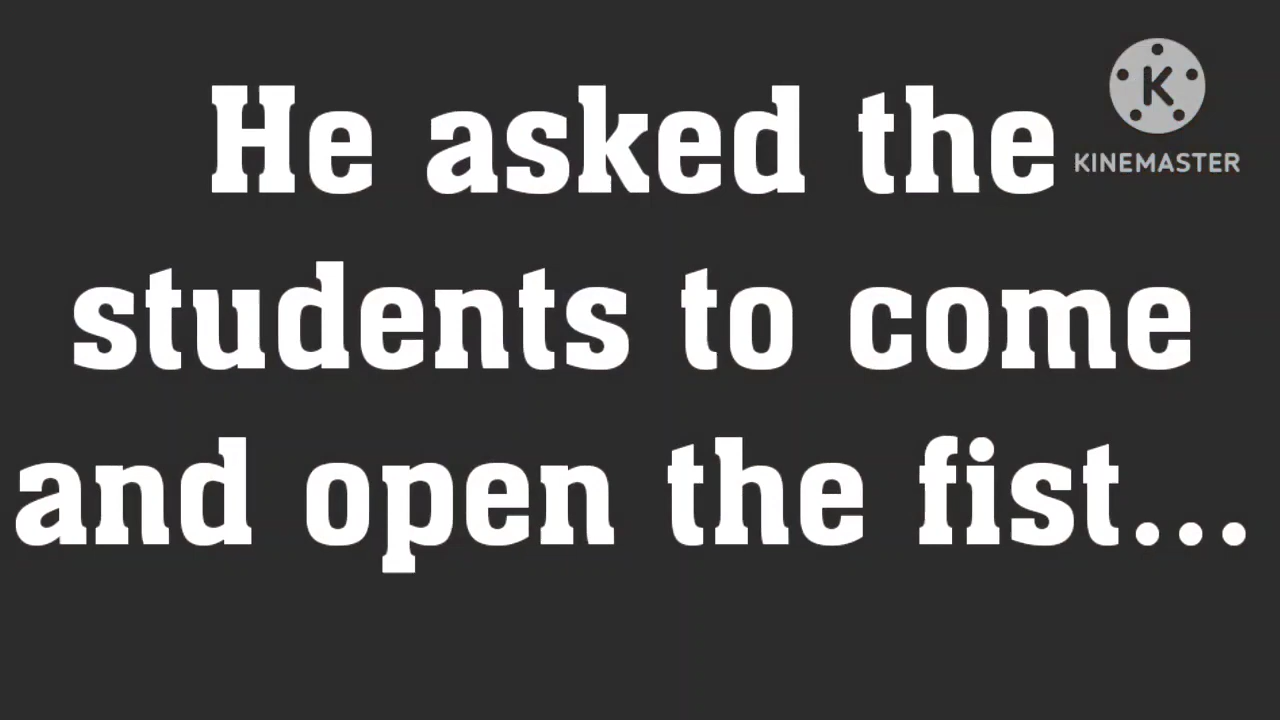 He asked the
K
KINEMASTER
students to come
and open the fist...